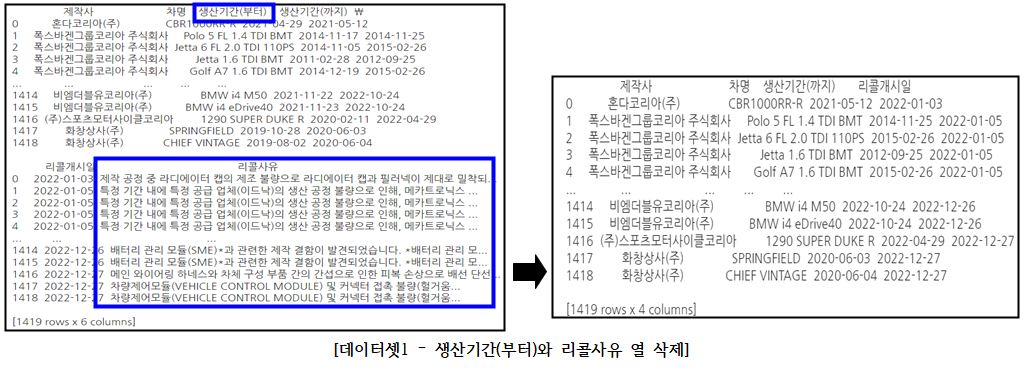 제작사 차명 생산기간(부터) 생산기간(까지) ₩
0 혼다코리아(주) CBR1000RR-R 2021-04-29 2021-05-12
1 폭스바겐그룹코리아 주식회사 Polo 5 FL 1.4 TDI BMT 2014-11-17 2014-11-25
2 폭스바겐그룹코리아 주식회사 Jetta 6 FL 2.0 TDI 110PS 2014-11-05 2015-02-26
3 폭스바겐그룹코리아 주식회사 Jetta 1.6 TDI BMT 2011-02-28 2012-09-25
4 폭스바겐그룹코리아 주식회사 Golf A7 1.6 TDI BMT 2014-12-19 2015-02-26
... ... ... ... ...
1414 비엠더블유코리아(주) BMW i4 M50 2021-11-22 2022-10-24
1415 비엠더블유코리아(주) BMW i4 eDrive40 2021-11-23 2022-10-24
1416 (주)스포츠모터사이클코리아 1290 SUPER DUKE R 2020-02-11 2022-04-29
1417 화창상사(주) SPRINGFIELD 2019-10-28 2020-06-03
1418 화창상사(주) CHIEF VINTAGE 2019-08-02 2020-06-04
리콜개시일 리콜사유
0 2022-01-03 제작 공정 중 라디에이터 캡의 제조 불량으로 라디에이터 캡과 필러넥이 제대로 밀착되...
1 2022-01-05 특정 기간 내에 특정 공급 업체(이드낙)의 생산 공정 불량으로 인해, 메카트로닉스 ...
2 2022-01-05 특정 기간 내에 특정 공급 업체(이드낙)의 생산 공정 불량으로 인해, 메카트로닉스 ...
3 2022-01-05 특정 기간 내에 특정 공급 업체(이드낙)의 생산 공정 불량으로 인해, 메카트로닉스 ...
4 2022-01-05 특정 기간 내에 특정 공급 업체(이드낙)의 생산 공정 불량으로 인해, 메카트로닉스 ...
... ... ...
1414 2022-12-26 배터리 관리 모듈(SME)*과 관련한 제작 결함이 발견되었습니다. *배터리 관리 모...
1415 2022-12-26 배터리 관리 모듈(SME)*과 관련한 제작 결함이 발견되었습니다. *배터리 관리 모...
1416 2022-12-27 메인 와이어링 하네스와 차체 구성 부품 간의 간섭으로 인한 피복 손상으로 배선 단선...
1417 2022-12-27 차량제어모듈(VEHICLE CONTROL MODULE) 및 커넥터 접촉 불량(헐거움...
1418 2022-12-27 차량제어모듈(VEHICLE CONTROL MODULE) 및 커넥터 접촉 불량(헐거움...
[1419 rows x 6 columns]
제작사 차명 생산기간(까지) 리콜개시일
0 혼다코리아(주) CBR1000RR-R 2021-05-12 2022-01-03
1 폭스바겐그룹코리아 주식회사 Polo 5 FL 1.4 TDI BMT 2014-11-25 2022-01-05
2 폭스바겐그룹코리아 주식회사 Jetta 6 FL 2.0 TDI 110PS 2015-02-26 2022-01-05
3 폭스바겐그룹코리아 주식회사 Jetta 1.6 TDI BMT 2012-09-25 2022-01-05
4 폭스바겐그룹코리아 주식회사 Golf A7 1.6 TDI BMT 2015-02-26 2022-01-05
... ... ... ... ...
1414 비엠더블유코리아(주) BMW i4 M50 2022-10-24 2022-12-26
1415 비엠더블유코리아(주) BMW i4 eDrive40 2022-10-24 2022-12-26
1416 (주)스포츠모터사이클코리아 1290 SUPER DUKE R 2022-04-29 2022-12-27
1417 화창상사(주) SPRINGFIELD 2020-06-03 2022-12-27
1418 화창상사(주) CHIEF VINTAGE 2020-06-04 2022-12-27
[1419 rows x 4 columns]
[데이터셋1 - 생산기간(부터)와 리콜사유 열 삭제]